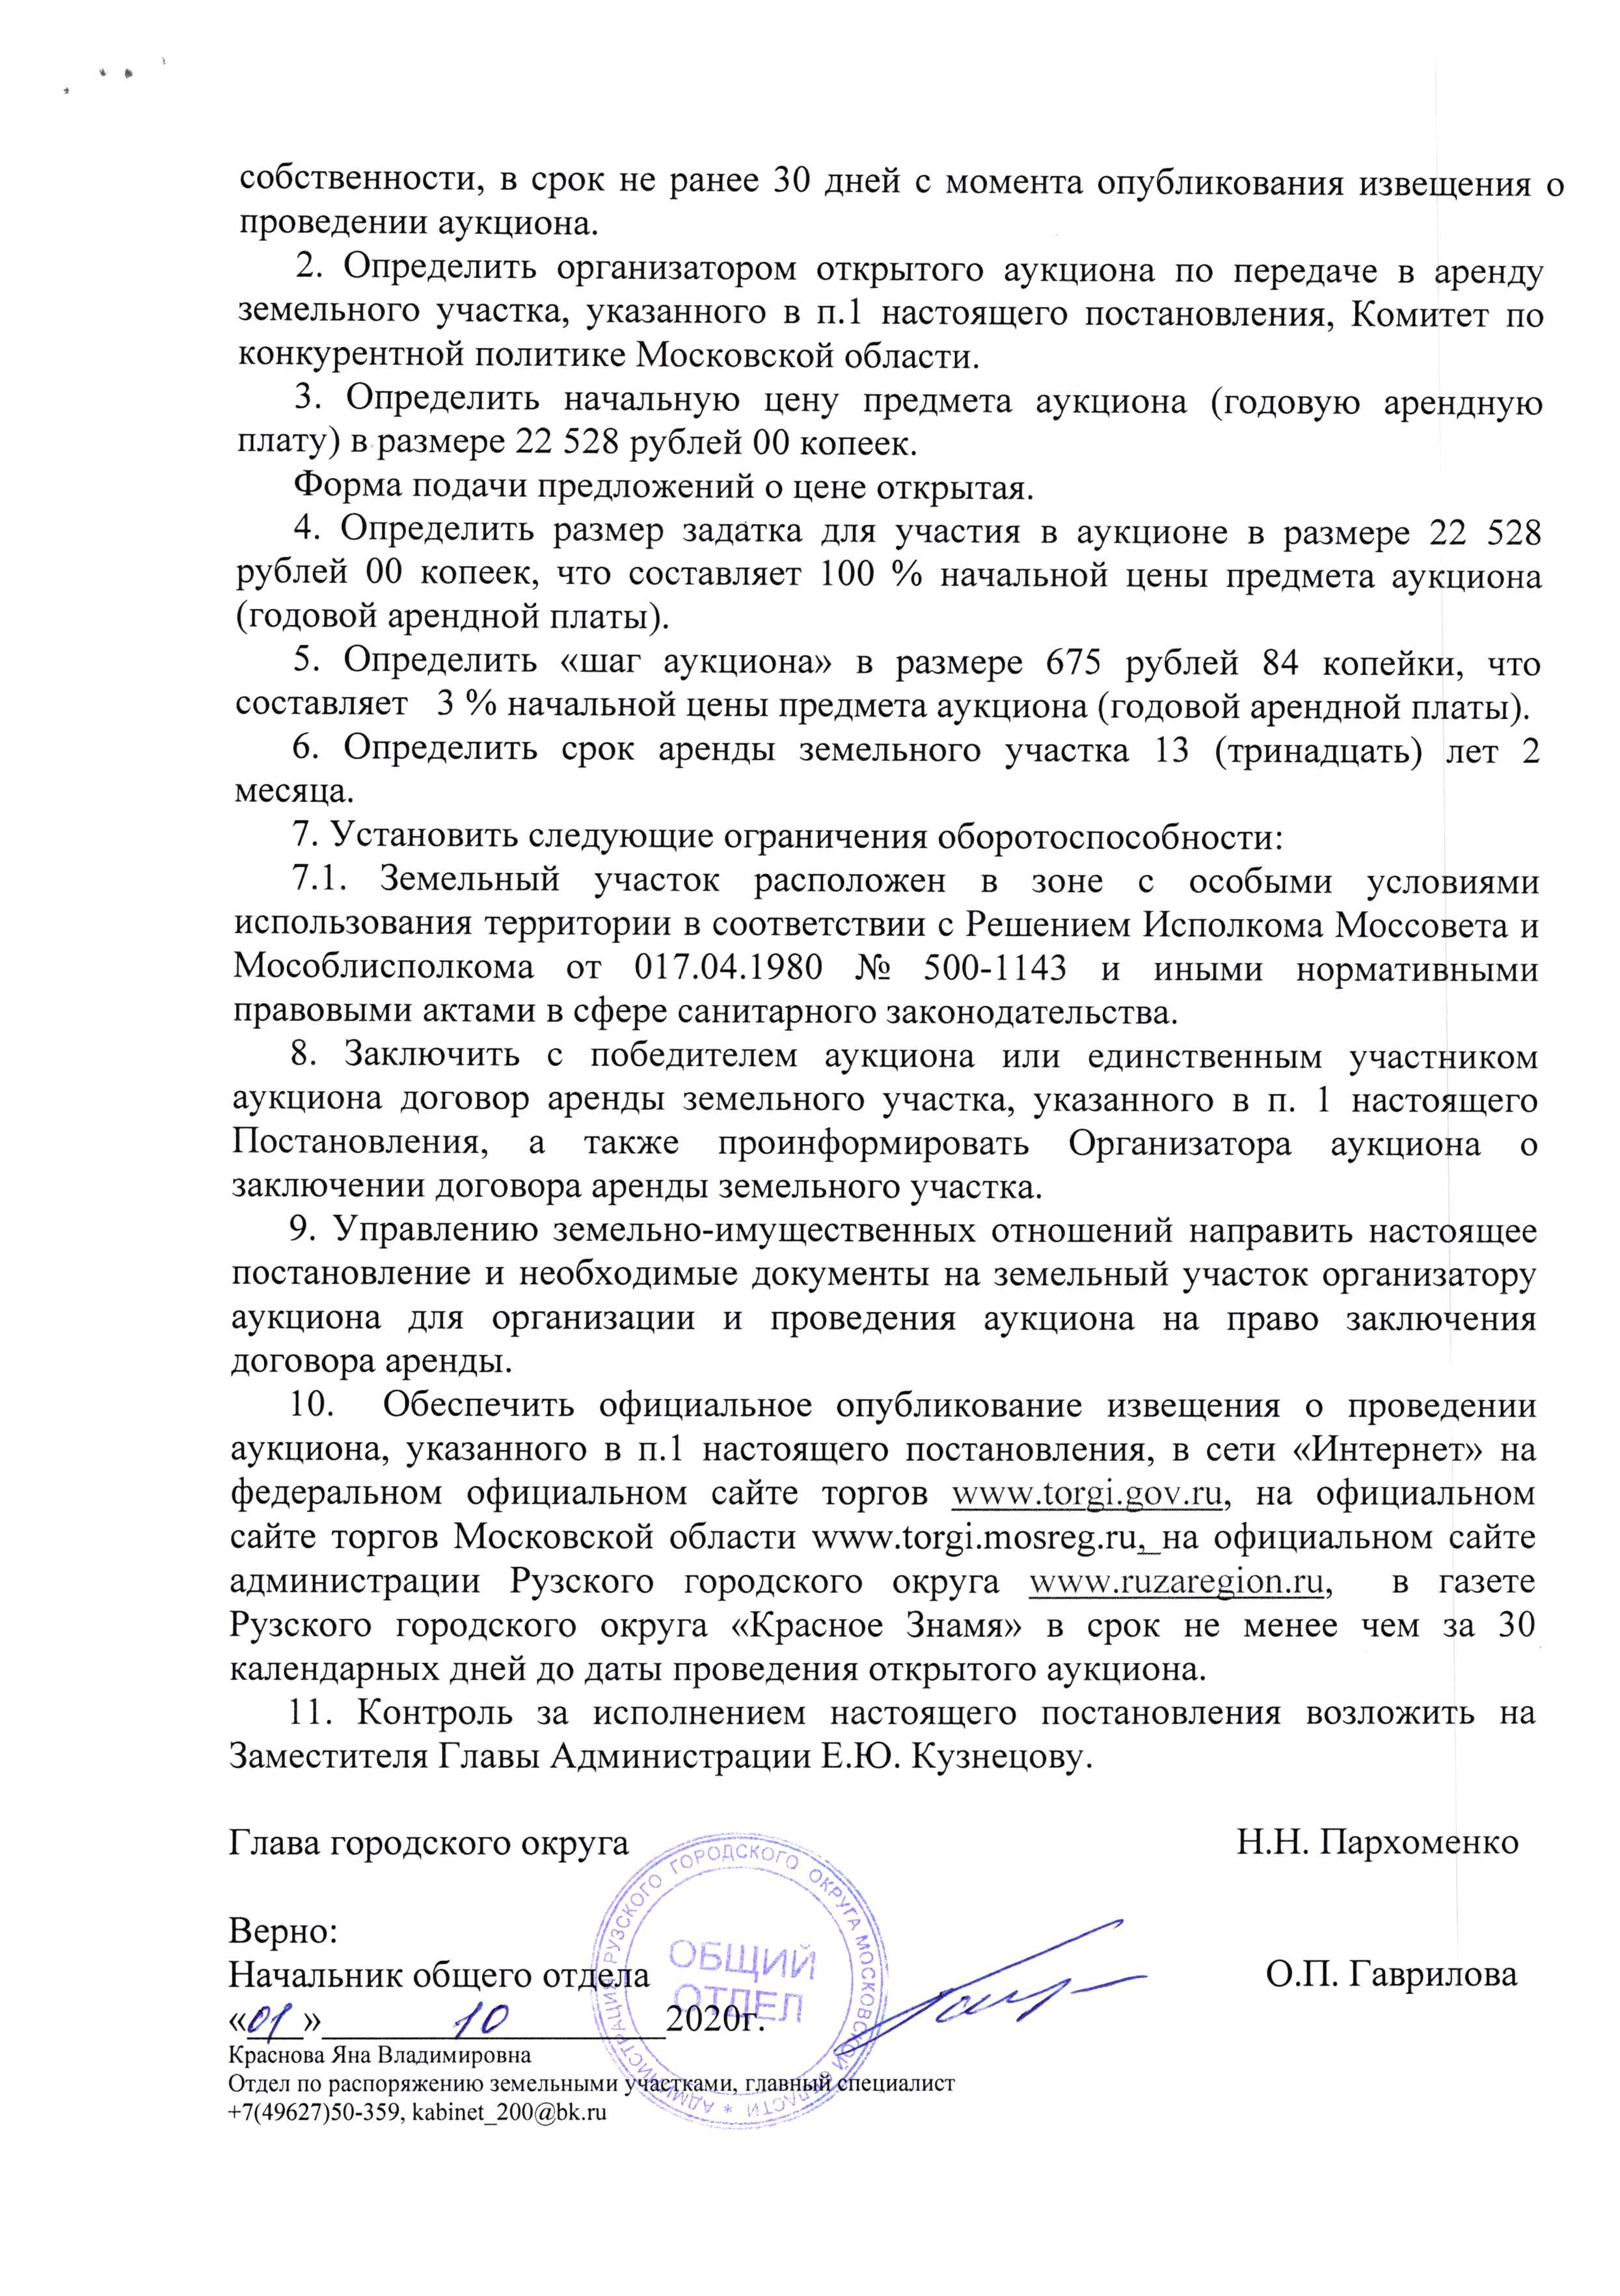 собственности, в срок не ранее 30 дней с момента опубликования извещения о
проведении аукциона.
2. Определить организатором открытого аукциона по передаче в аренду
земельного участка, указанного в п.1 настоящего постановления, Комитет по
конкурентной политике Московской области.
3. Определить начальную цену предмета аукциона (годовую арендную
плату) в размере 22 528 рублей 00 копеек.
Форма подачи предложений о цене открытая.
4. Определить размер задатка для участия в аукционе в размере 22 528
рублей 00 копеек, что составляет 100 % начальной цены предмета аукциона
(годовой арендной платы).
5. Определить «шаг аукциона» в размере 675 рублей 84 копейки, что
составляет 3 % начальной цены предмета аукциона (годовой арендной платы).
6. Определить срок аренды земельного участка 13 (тринадцать) лет 2
месяца.
7. Установить следующие ограничения оборотоспособности:
7.1. Земельный участок расположен в зоне с особыми условиями
использования территории в соответствии с Решением Исполкома Моссовета и
Мособлисполкома от 017.04.1980 № 500-1143 и иными нормативными
правовыми актами в сфере санитарного законодательства.
8. Заключить с победителем аукциона или единственным участником
аукциона договор аренды земельного участка, указанного в п. 1 настоящего
Постановления, а также проинформировать Организатора аукциона о
заключении договора аренды земельного участка.
9. Управлению земельно-имущественных отношений направить настоящее
постановление и необходимые документы на земельный участок организатору
аукциона для организации и проведения аукциона на право заключения
договора аренды.
10. Обеспечить официальное опубликование извещения о проведении
аукциона, указанного в п.1 настоящего постановления, в сети «Интернет» на
федеральном официальном сайте торгов www.torgi.gov.ru, на официальном
сайте торгов Московской области www.torgi.mosreg.ru, на официальном сайте
администрации Рузского городского округа www.ruzaregion.ru, в газете
Рузского городского округа «Красное Знамя» в срок не менее чем за 30
календарных дней до даты проведения открытого аукциона.
11. Контроль за исполнением настоящего постановления возложить на
Заместителя Главы Администрации Е.Ю. Кузнецову.
Глава городского округа Н.Н. Пархоменко
Верно:
Начальник общего отдела О.П. Гаврилова
«01» 10 2020г.
Краснова Яна Владимировна
Отдел по распоряжению земельными участками, главный специалист
+7(49627)50-359, kabinet_200@bk.ru
АДМИНИСТРАЦИЯ РУЗСКОГО ГОРОДСКОГО ОКРУГА МОСКОВСКОЙ ОБЛАСТИ *
ОБЩИЙ
ОТДЕЛ